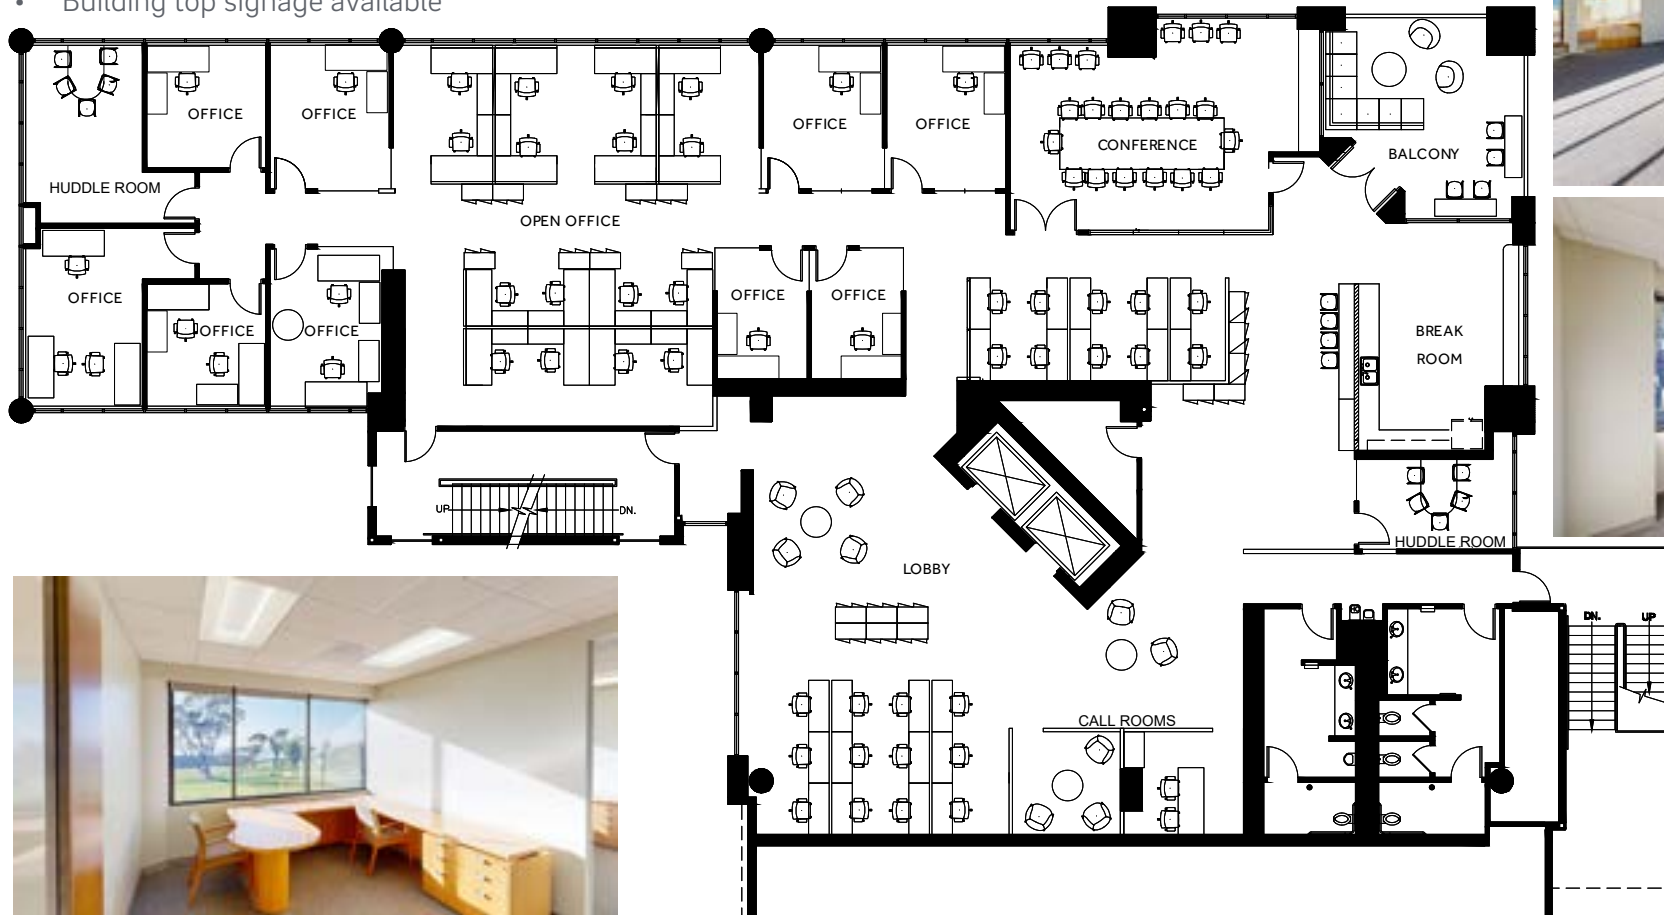 • Building top signage available
OFFICE
OFFICE
OFFICE
OFFICE
CONFERENCE
BALCONY
HUDDLE ROOM
OPEN OFFICE
OFFICE
OFFICE
OFFICE
OFFICE
OFFICE
BREAK
ROOM
UP
DN.
HUDDLE ROOM
LOBBY
DN.
UP
CALL ROOMS